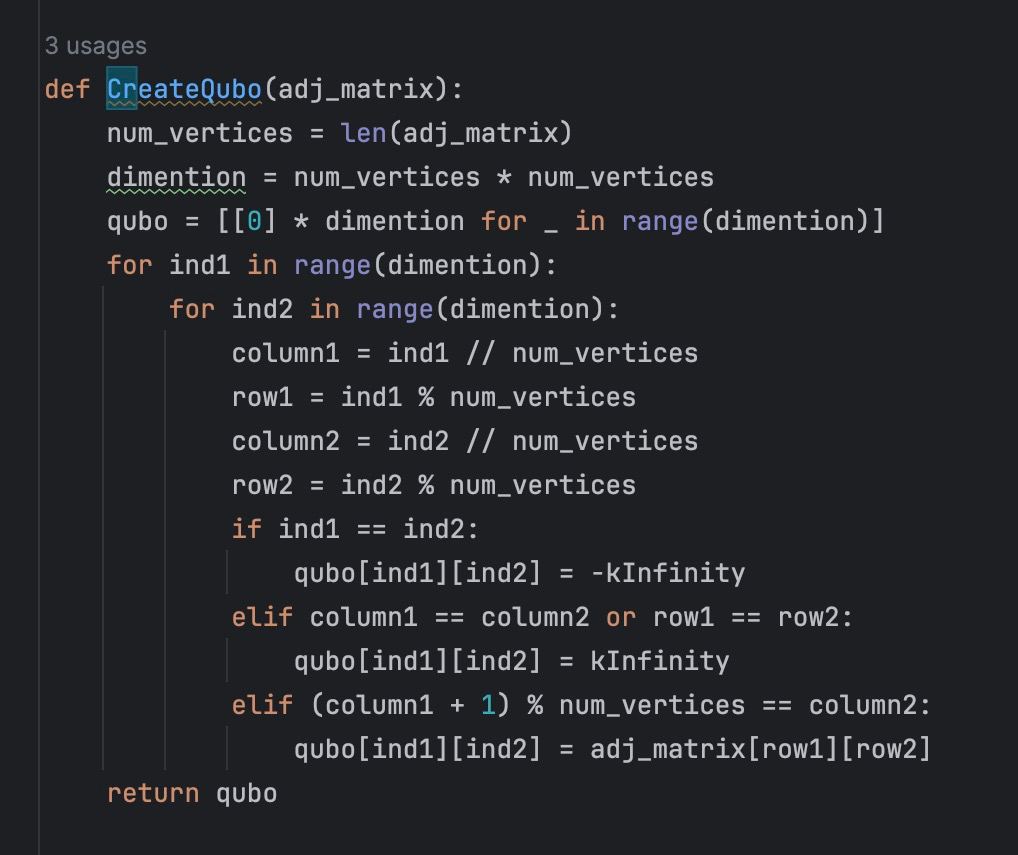 3 usages
def CreateQubo(adj_matrix):
    num_vertices = len(adj_matrix)
    dimention = num_vertices * num_vertices
    qubo = [[0] * dimention for _ in range(dimention)]
    for ind1 in range(dimention):
        for ind2 in range(dimention):
            column1 = ind1 // num_vertices
            row1 = ind1 % num_vertices
            column2 = ind2 // num_vertices
            row2 = ind2 % num_vertices
            if ind1 == ind2:
                qubo[ind1][ind2] = -kInfinity
            elif column1 == column2 or row1 == row2:
                qubo[ind1][ind2] = kInfinity
            elif (column1 + 1) % num_vertices == column2:
                qubo[ind1][ind2] = adj_matrix[row1][row2]
    return qubo